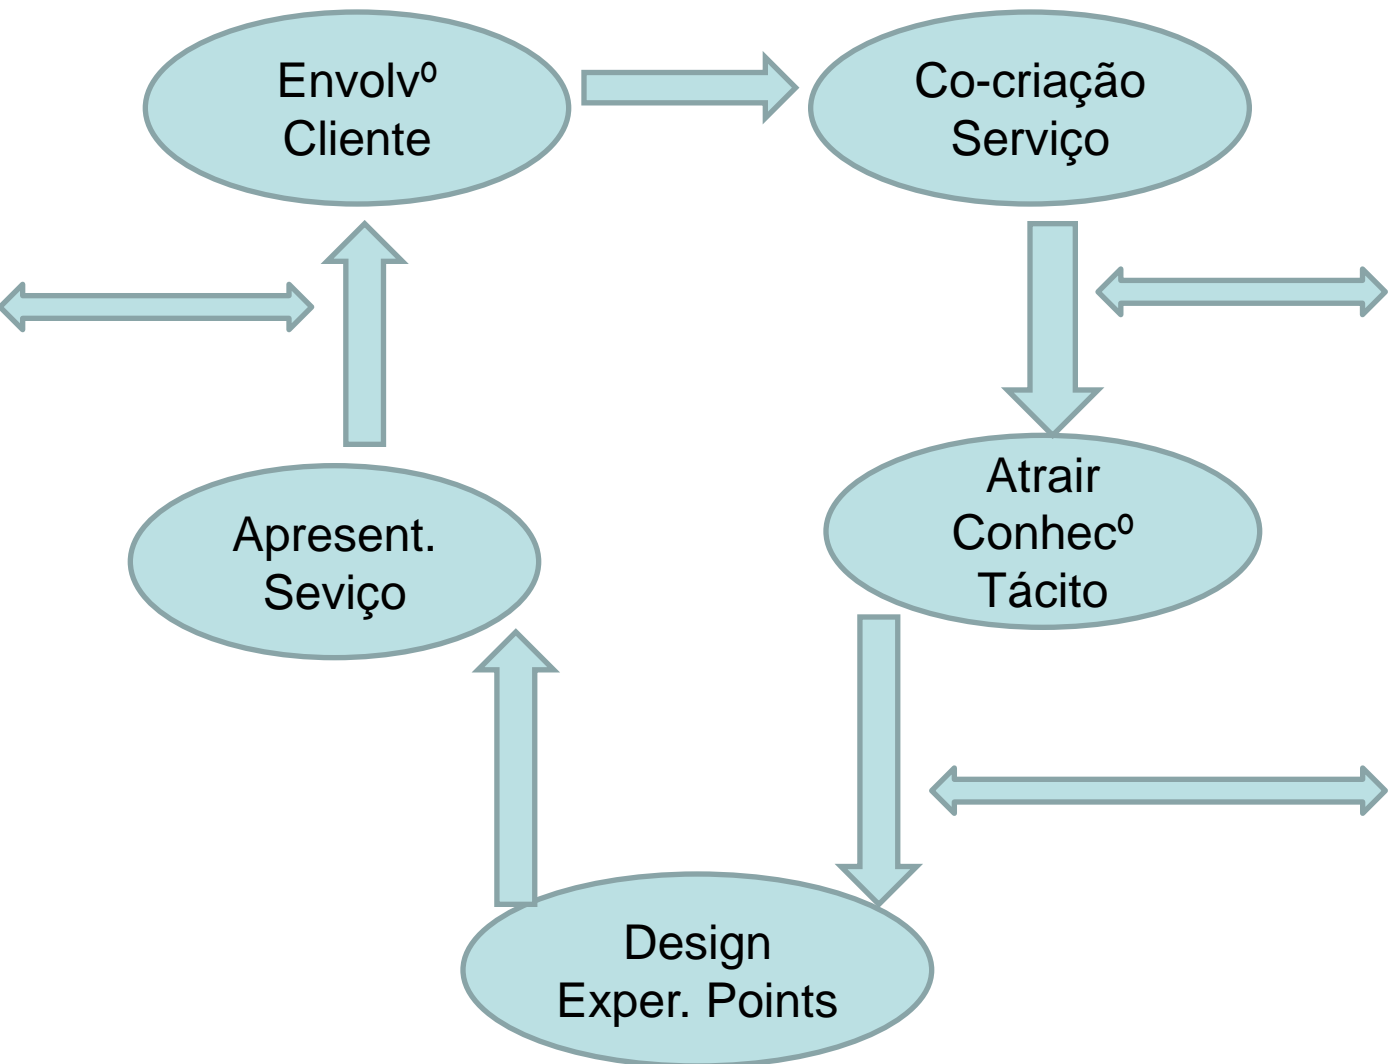 Envolvº
Cliente
Co-criação
Serviço
Atrair
Conhecº
Tácito
Apresent.
Seviço
Design
Exper. Points